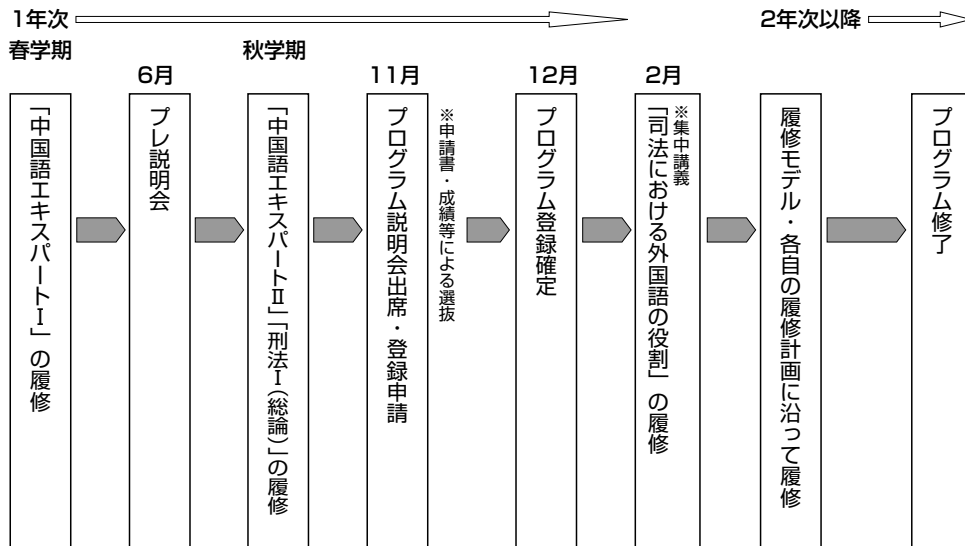 1年次
2年次以降
春学期
秋学期
6月
11月
12月
2月
「中国語エキスパートⅠ」の履修
プレ説明会
「中国語エキスパートⅡ」「刑法Ⅰ(総論)」の履修
プログラム説明会出席・登録申請
※申請書・成績等による選抜
プログラム登録確定
※集中講義
「司法における外国語の役割」の履修
履修モデル・各自の履修計画に沿って履修
プログラム修了